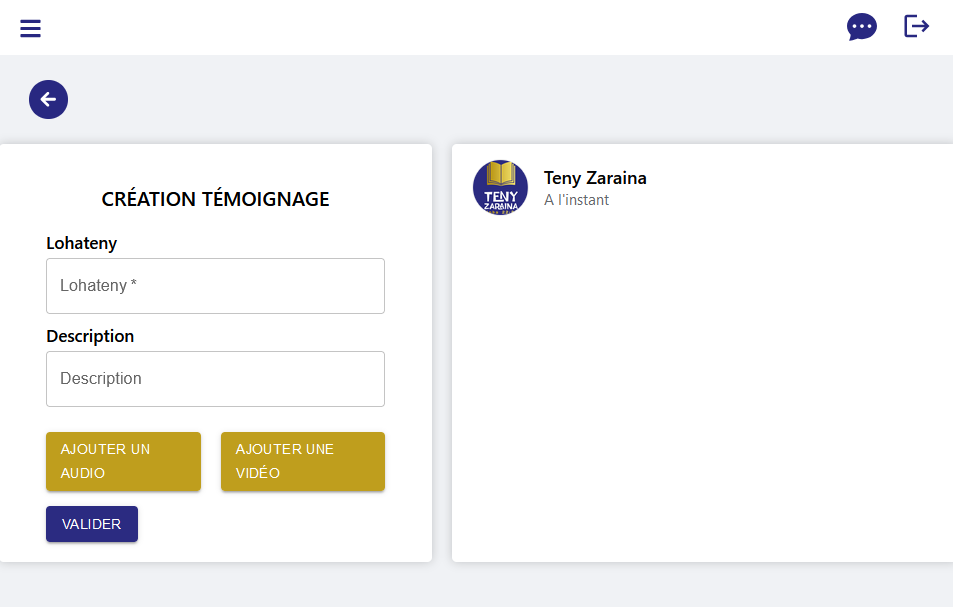 CRÉATION TÉMOIGNAGE
Lohateny
Lohateny *
Description
Description
AJOUTER UN
AUDIO
AJOUTER UNE
VIDÉO
VALIDER
TENY
ZARAINA
Teny Zaraina
A l'instant